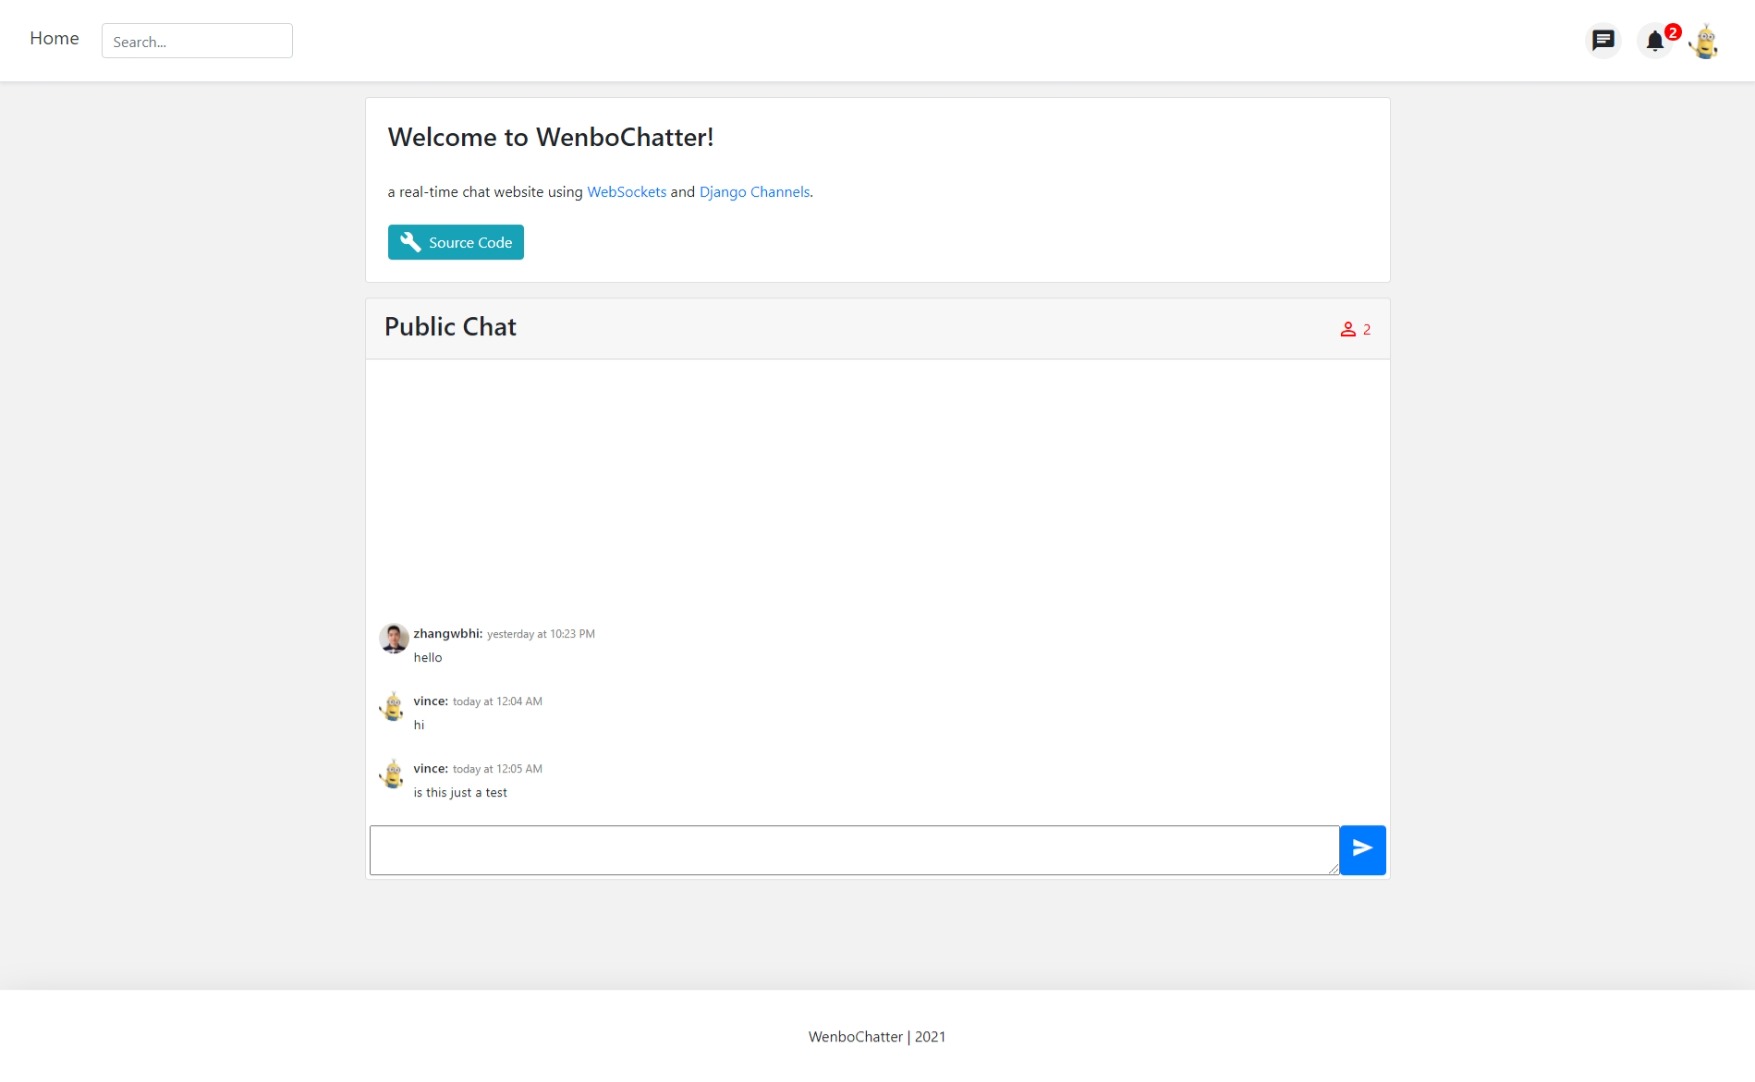 Home
Search...
2
Welcome to WenboChatter!
a real-time chat website using WebSockets and Django Channels.
Source Code
Public Chat
2
zhangwbhi: yesterday at 10:23 PM
hello
vince: today at 12:04 AM
hi
vince: today at 12:05 AM
is this just a test
WenboChatter | 2021